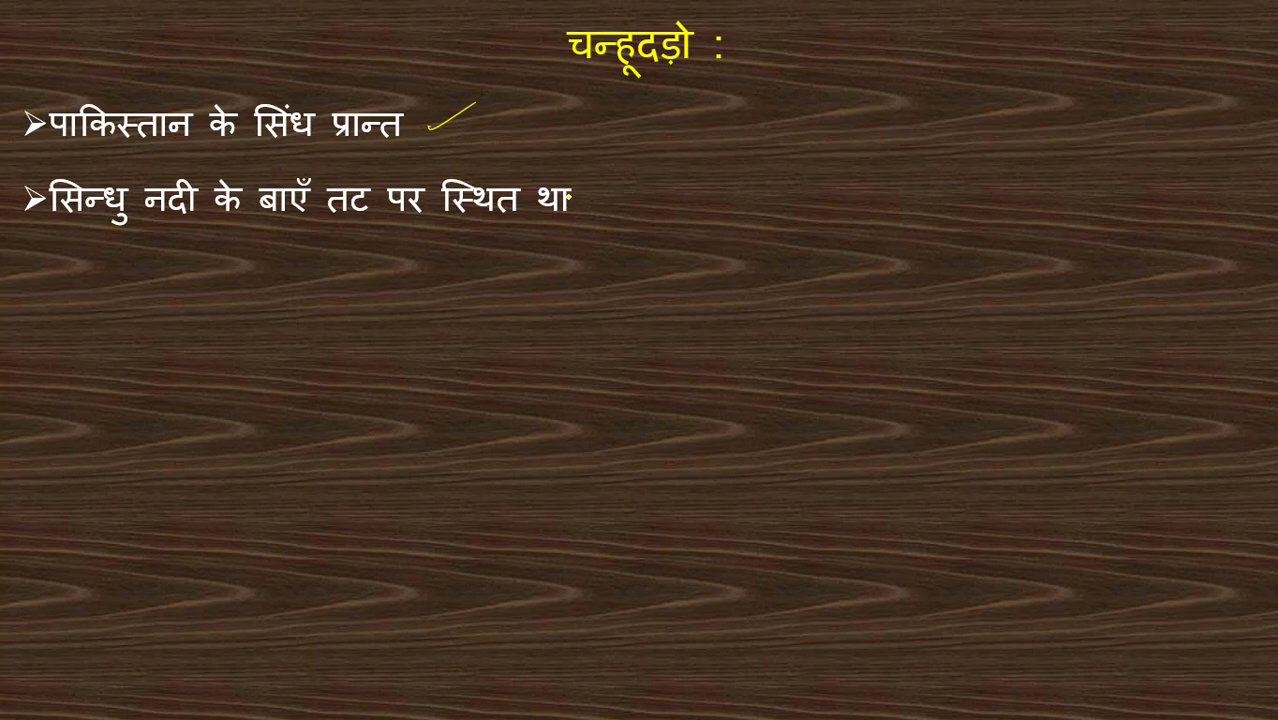 चन्हूदड़ो :
➢पाकिस्तान के सिंध प्रान्त
➢सिन्धु नदी के बाएँ तट पर स्थित था